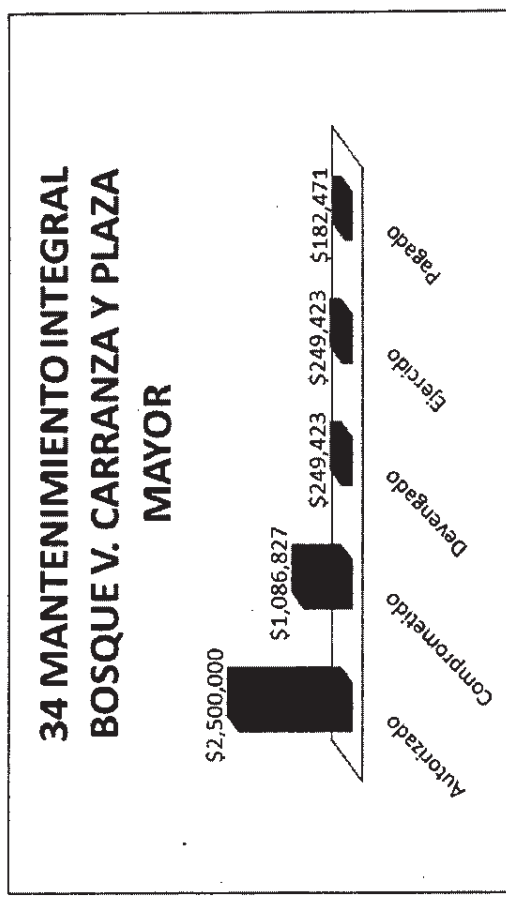 34 MANTENIMIENTO INTEGRAL
BOSQUE V. CARRANZA Y PLAZA
MAYOR
$2,500,000
$1,086,827
$249,423
$249,423
$182,471
Autorizado
Comprometido
Devengado
Ejercido
Pagado